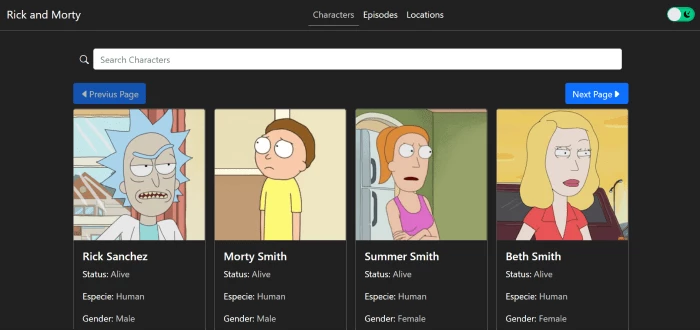 Rick and Morty
Characters Episodes Locations
Search Characters
Previus Page
Next Page
Rick Sanchez
Status: Alive
Especie: Human
Gender: Male
Morty Smith
Status: Alive
Especie: Human
Gender: Male
Summer Smith
Status: Alive
Especie: Human
Gender: Female
Beth Smith
Status: Alive
Especie: Human
Gender: Female